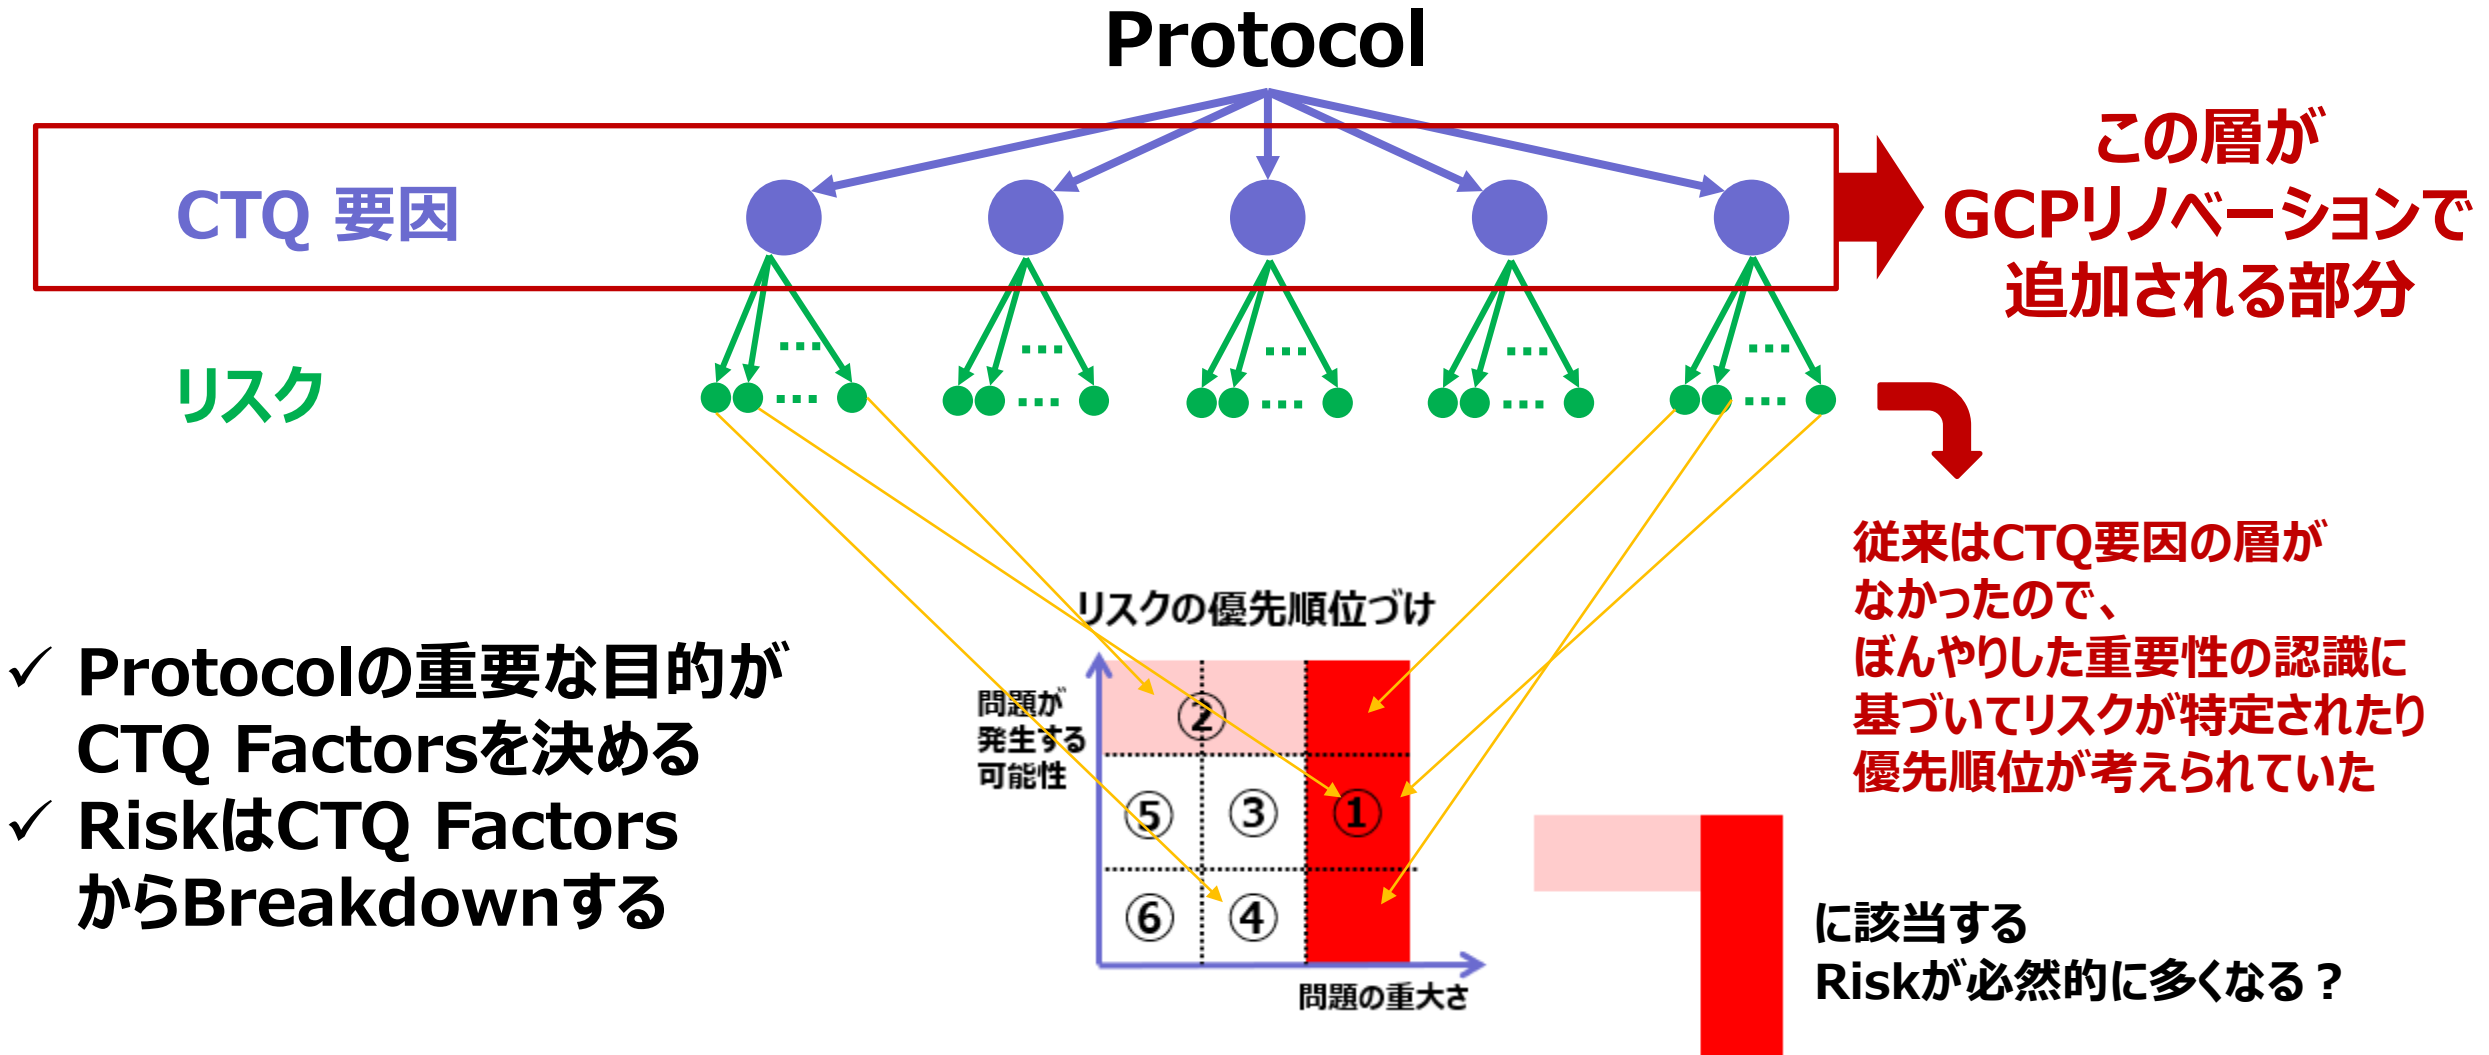 Protocol
この層が
GCPリノベーションで
追加される部分
CTQ 要因
リスク
従来はCTQ要因の層が
なかったので、
ぼんやりした重要性の認識に
基づいてリスクが特定されたり
優先順位が考えられていた
✓ Protocolの重要な目的が
CTQ Factorsを決める
✓ RiskはCTQ Factors
からBreakdownする
リスクの優先順位づけ
問題が
発生する
可能性
②
⑤ ③ ①
⑥ ④
問題の重大さ
に該当する
Riskが必然的に多くなる？